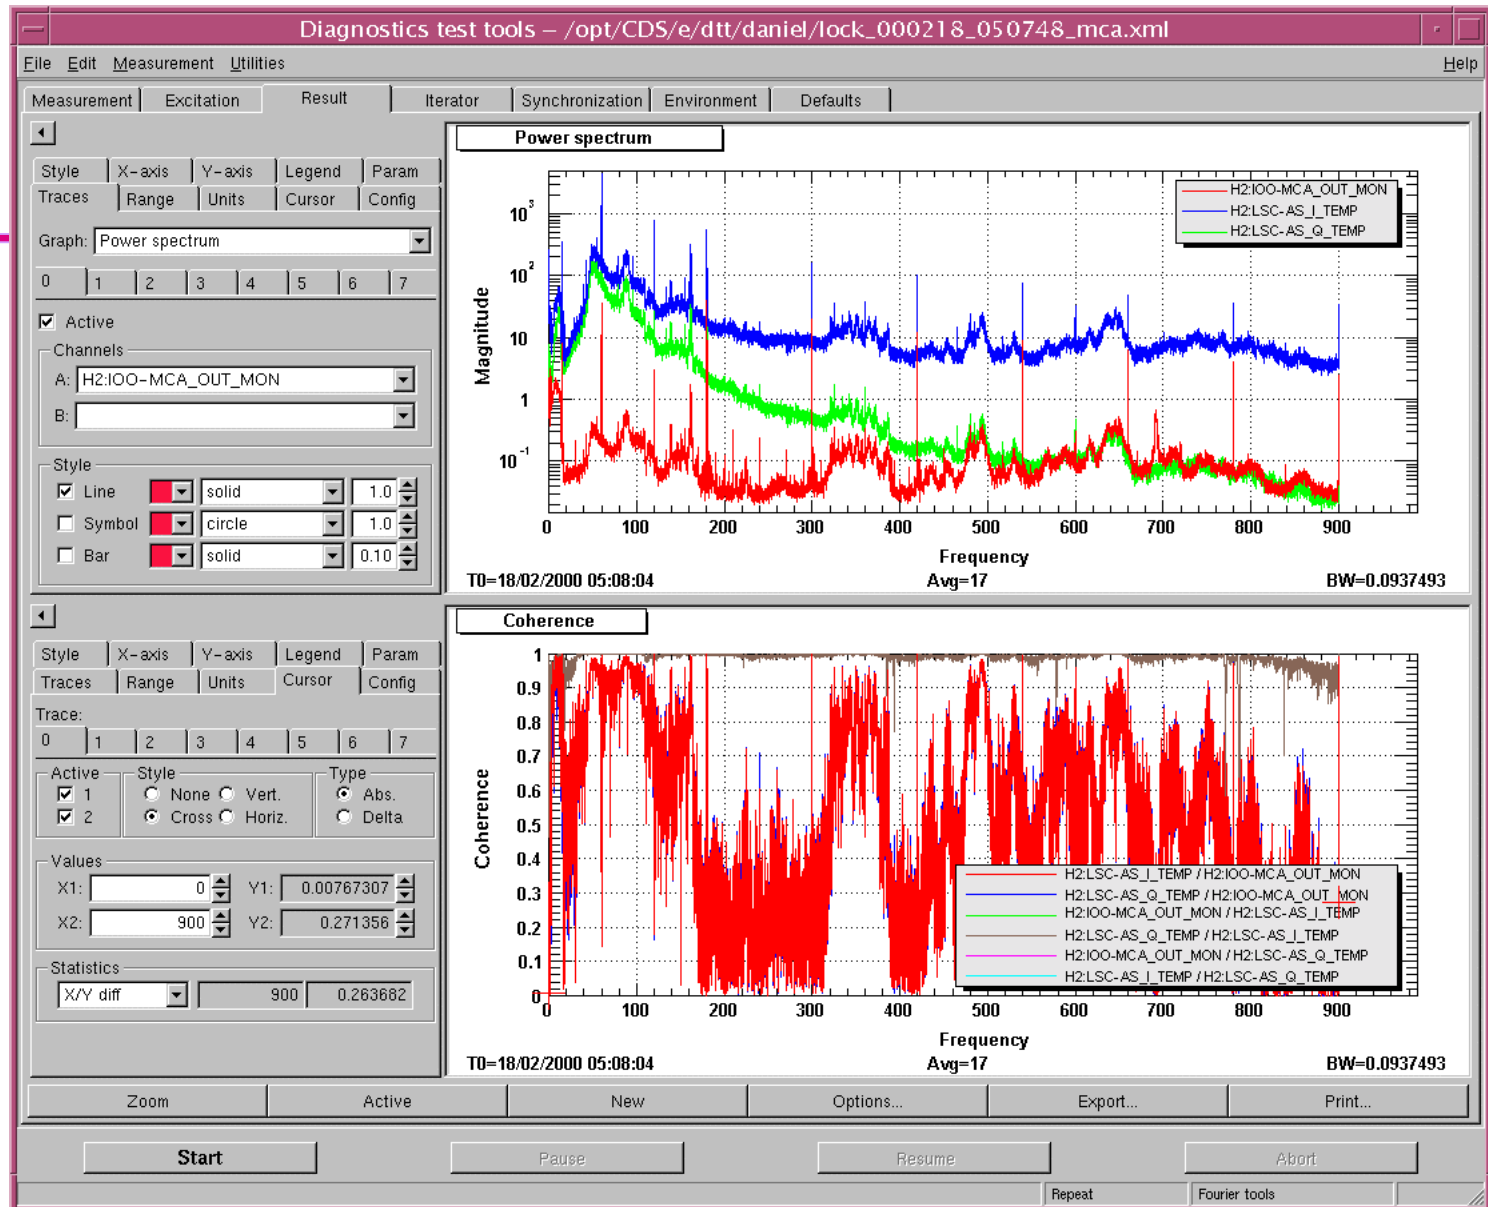 Diagnostics test tools – /opt/CDS/e/dtt/daniel/lock_000218_050748_mca.xml
File Edit Measurement Utilities Help
Measurement Excitation Result Iterator Synchronization Environment Defaults
Style X-axis Y-axis Legend Param
Traces Range Units Cursor Config
Graph: Power spectrum
0 1 2 3 4 5 6 7
Active
Channels
A: H2:IOO-MCA_OUT_MON
B:
Style
Line solid 1.0
Symbol circle 1.0
Bar solid 0.10
Power spectrum
H2:IOO-MCA_OUT_MON
H2:LSC-AS_I_TEMP
H2:LSC-AS_Q_TEMP
Magnitude
10³
10²
10
1
10⁻¹
0 100 200 300 400 500 600 700 800 900
Frequency
T0=18/02/2000 05:08:04 Avg=17 BW=0.0937493
Style X-axis Y-axis Legend Param
Traces Range Units Cursor Config
Trace:
0 1 2 3 4 5 6 7
Active Style Type
1 None Vert. Abs.
2 Cross Horiz. Delta
Values
X1: 0 Y1: 0.00767307
X2: 900 Y2: 0.271356
Statistics
X/Y diff 900 0.263682
Coherence
Coherence
1
0.9
0.8
0.7
0.6
0.5
0.4
0.3
0.2
0.1
0
H2:LSC-AS_I_TEMP / H2:IOO-MCA_OUT_MON
H2:LSC-AS_Q_TEMP / H2:IOO-MCA_OUT_MON
H2:IOO-MCA_OUT_MON / H2:LSC-AS_I_TEMP
H2:LSC-AS_Q_TEMP / H2:LSC-AS_I_TEMP
H2:IOO-MCA_OUT_MON / H2:LSC-AS_Q_TEMP
H2:LSC-AS_I_TEMP / H2:LSC-AS_Q_TEMP
0 100 200 300 400 500 600 700 800 900
Frequency
T0=18/02/2000 05:08:04 Avg=17 BW=0.0937493
Zoom Active New Options... Export... Print...
Start Pause Resume Abort
Repeat Fourier tools